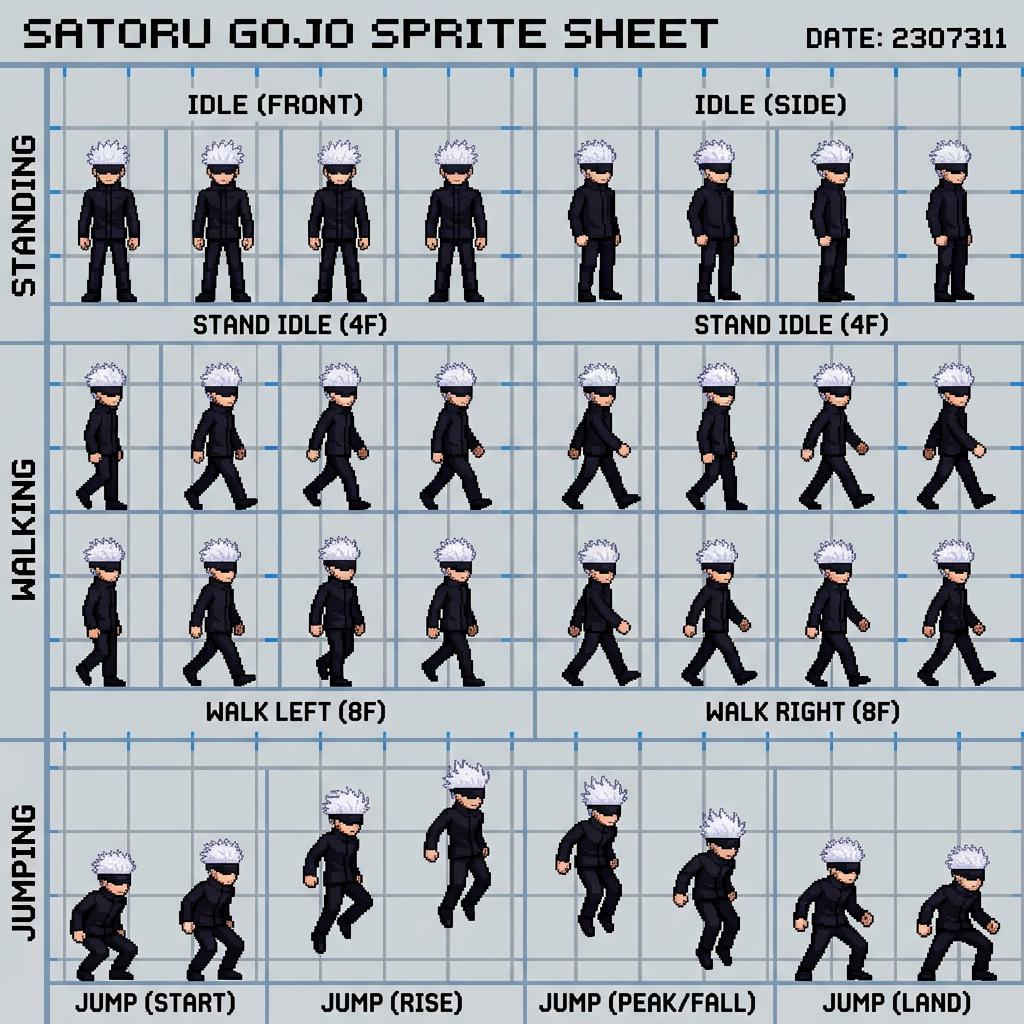 SATORU GOJO SPRITE SHEET
DATE: 2307311
STANDING
IDLE (FRONT)
IDLE (SIDE)
STAND IDLE (4F)
STAND IDLE (4F)
WALKING
WALK LEFT (8F)
WALK RIGHT (8F)
JUMPING
JUMP (START)
JUMP (RISE)
JUMP (PEAK/FALL)
JUMP (LAND)